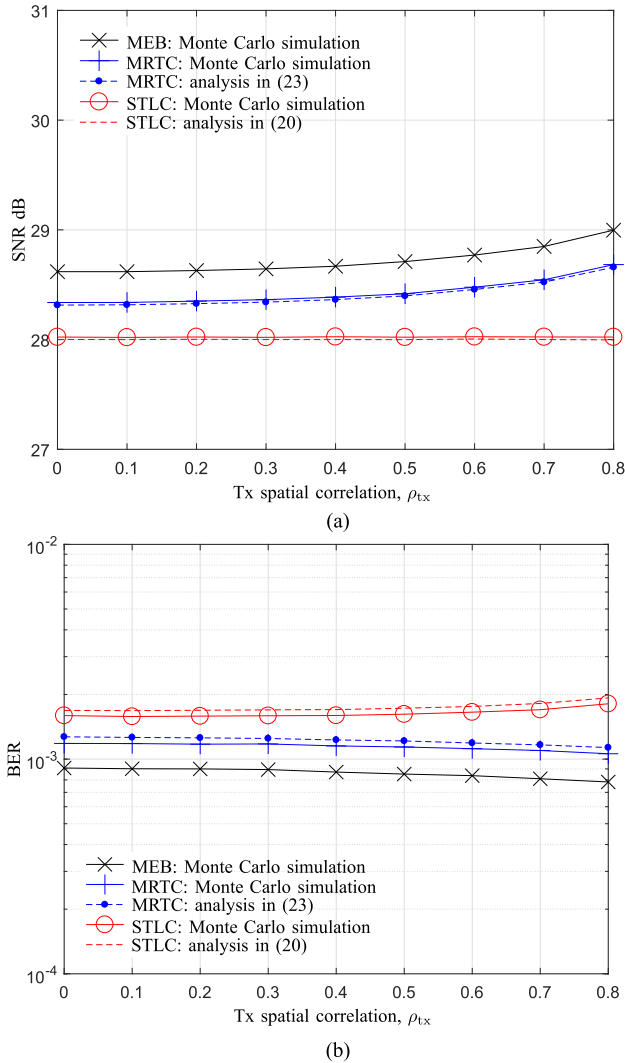 31
30
29
28
27
SNR dB
MEB: Monte Carlo simulation
MRTC: Monte Carlo simulation
MRTC: analysis in (23)
STLC: Monte Carlo simulation
STLC: analysis in (20)
0 0.1 0.2 0.3 0.4 0.5 0.6 0.7 0.8
Tx spatial correlation, ρtx
(a)
10-2
10-3
10-4
BER
MEB: Monte Carlo simulation
MRTC: Monte Carlo simulation
MRTC: analysis in (23)
STLC: Monte Carlo simulation
STLC: analysis in (20)
0 0.1 0.2 0.3 0.4 0.5 0.6 0.7 0.8
Tx spatial correlation, ρtx
(b)